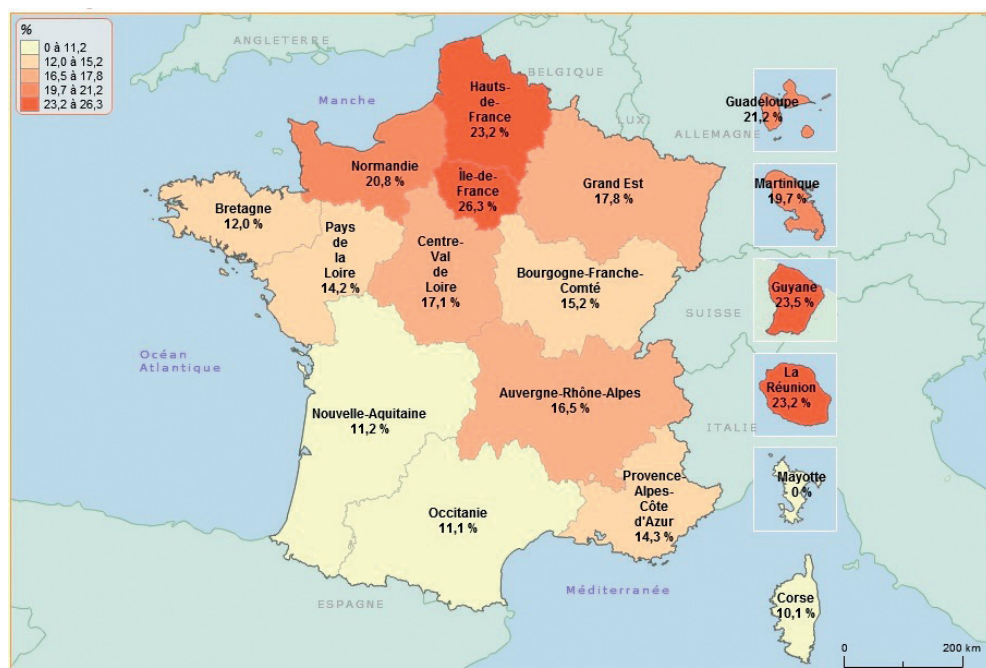 %
0 à 11,2
12,0 à 15,2
16,5 à 17,8
19,7 à 21,2
23,2 à 26,3
ANGLETERRE
BELGIQUE
Manche
Hauts-
de-
France
23,2 %
LUX
ALLEMAGNE
Guadeloupe
21,2 %
Normandie
20,8 %
Île-de-
France
26,3 %
Grand Est
17,8 %
Martinique
19,7 %
Bretagne
12,0 %
Pays
de
la
Loire
14,2 %
Centre-
Val
de
Loire
17,1 %
Bourgogne-Franche-
Comté
15,2 %
Guyane
23,5 %
SUISSE
Océan
Atlantique
Nouvelle-Aquitaine
11,2 %
Auvergne-Rhône-Alpes
16,5 %
La
Réunion
23,2 %
ITALIE
Occitanie
11,1 %
Provence-
Alpes-
Côte
d'Azur
14,3 %
Mayotte
0 %
ESPAGNE
Méditerranée
Corse
10,1 %
0 200 km